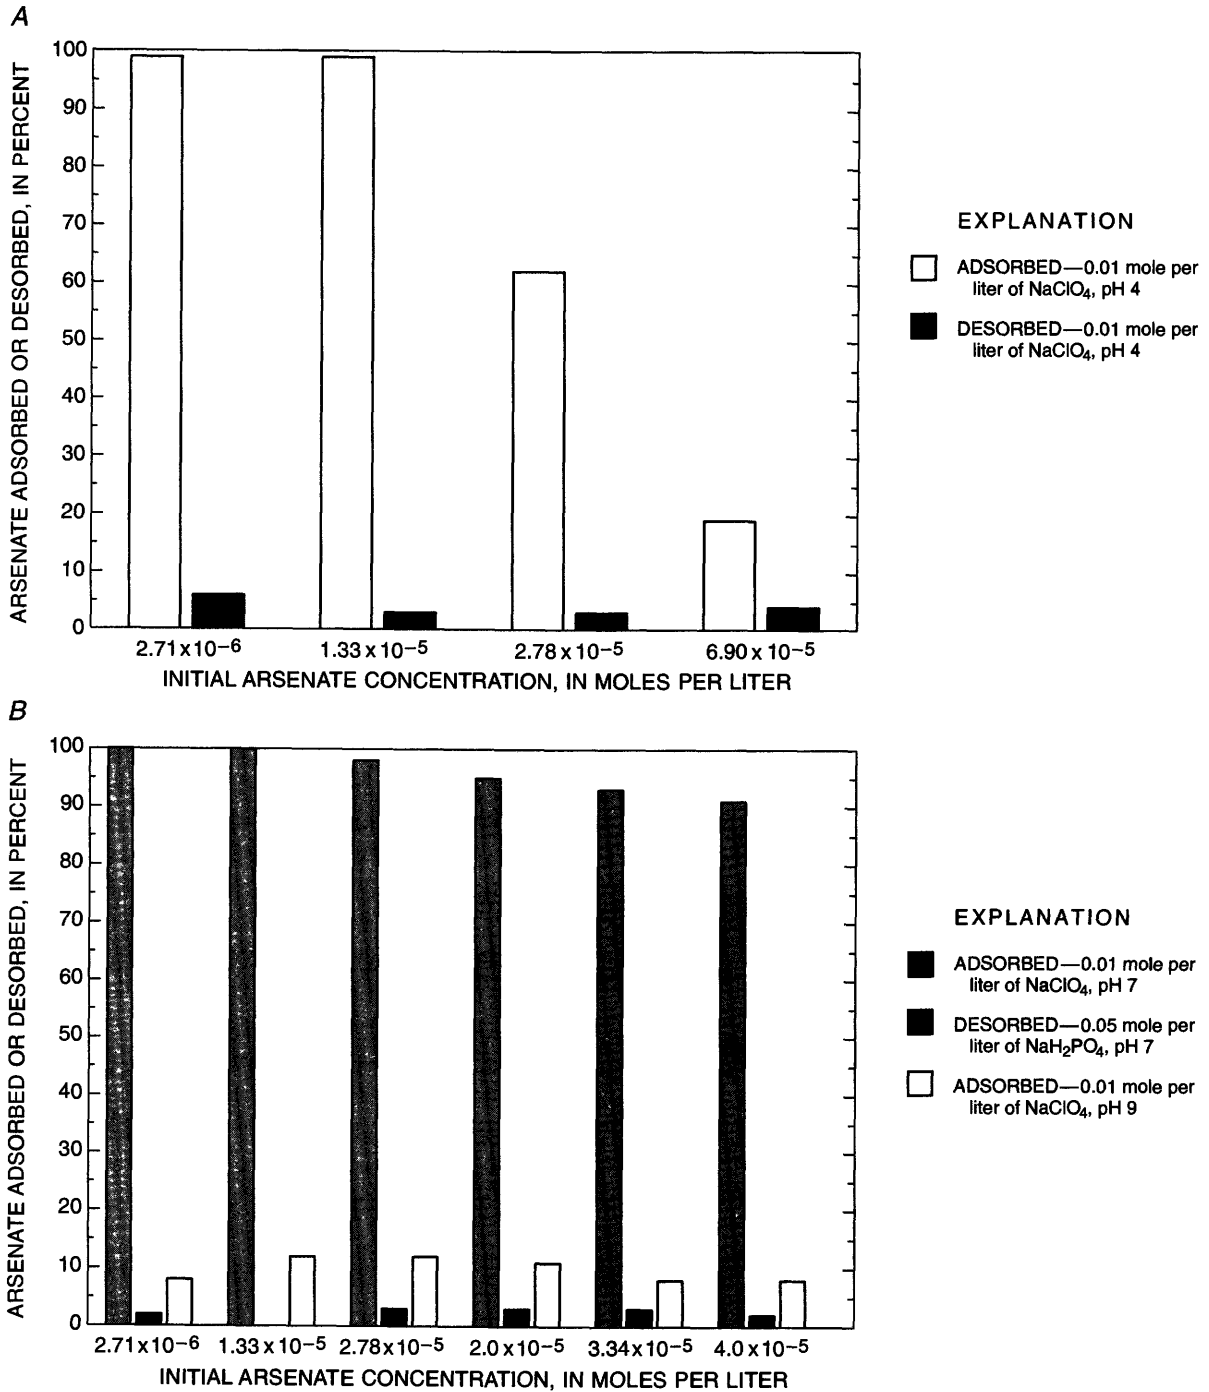 A
ARSENATE ADSORBED OR DESORBED, IN PERCENT
100
90
80
70
60
50
40
30
20
10
0
2.71x10–6 1.33x10–5 2.78x10–5 6.90x10–5
INITIAL ARSENATE CONCENTRATION, IN MOLES PER LITER
EXPLANATION
ADSORBED—0.01 mole per
liter of NaClO4, pH 4
DESORBED—0.01 mole per
liter of NaClO4, pH 4
B
ARSENATE ADSORBED OR DESORBED, IN PERCENT
100
90
80
70
60
50
40
30
20
10
0
2.71x10–6 1.33x10–5 2.78x10–5 2.0x10–5 3.34x10–5 4.0x10–5
INITIAL ARSENATE CONCENTRATION, IN MOLES PER LITER
EXPLANATION
ADSORBED—0.01 mole per
liter of NaClO4, pH 7
DESORBED—0.05 mole per
liter of NaH2PO4, pH 7
ADSORBED—0.01 mole per
liter of NaClO4, pH 9